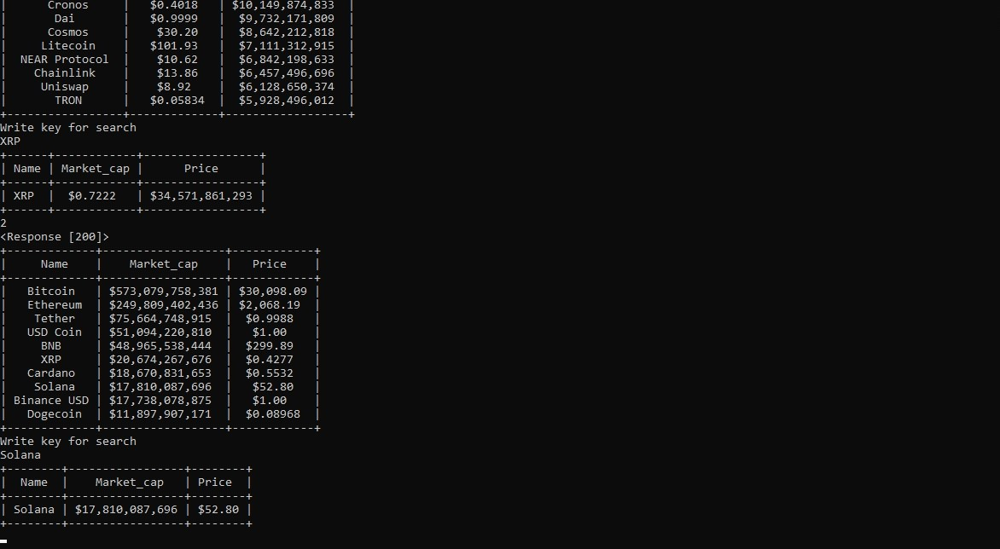 |      Cronos     |   $0.4018   | $10,149,874,833  |
|       Dai       |   $0.9999   |  $9,732,171,809  |
|      Cosmos     |    $30.20   |  $8,642,212,818  |
|     Litecoin    |   $101.93   |  $7,111,312,915  |
|  NEAR Protocol  |    $10.62   |  $6,842,198,633  |
|    Chainlink    |    $13.86   |  $6,457,496,696  |
|     Uniswap     |    $8.92    |  $6,128,650,374  |
|       TRON      |   $0.05834  |  $5,928,496,012  |
+-----------------+-------------+------------------+
Write key for search
XRP
+------+------------+-----------------+
| Name | Market_cap |      Price      |
+------+------------+-----------------+
| XRP  |  $0.7222   | $34,571,861,293 |
+------+------------+-----------------+
2
<Response [200]>
+-------------+------------------+------------+
|     Name    |    Market_cap    |   Price    |
+-------------+------------------+------------+
|   Bitcoin   | $573,079,758,381 | $30,098.09 |
|   Ethereum  | $249,809,402,436 | $2,068.19  |
|    Tether   | $75,664,748,915  |  $0.9988   |
|   USD Coin  | $51,094,220,810  |   $1.00    |
|     BNB     | $48,965,538,444  |  $299.89   |
|     XRP     | $20,674,267,676  |  $0.4277   |
|   Cardano   | $18,670,831,653  |  $0.5532   |
|    Solana   | $17,810,087,696  |   $52.80   |
| Binance USD | $17,738,078,875  |   $1.00    |
|   Dogecoin  | $11,897,907,171  |  $0.08968  |
+-------------+------------------+------------+
Write key for search
Solana
+--------+-----------------+--------+
|  Name  |    Market_cap   | Price  |
+--------+-----------------+--------+
| Solana | $17,810,087,696 | $52.80 |
+--------+-----------------+--------+